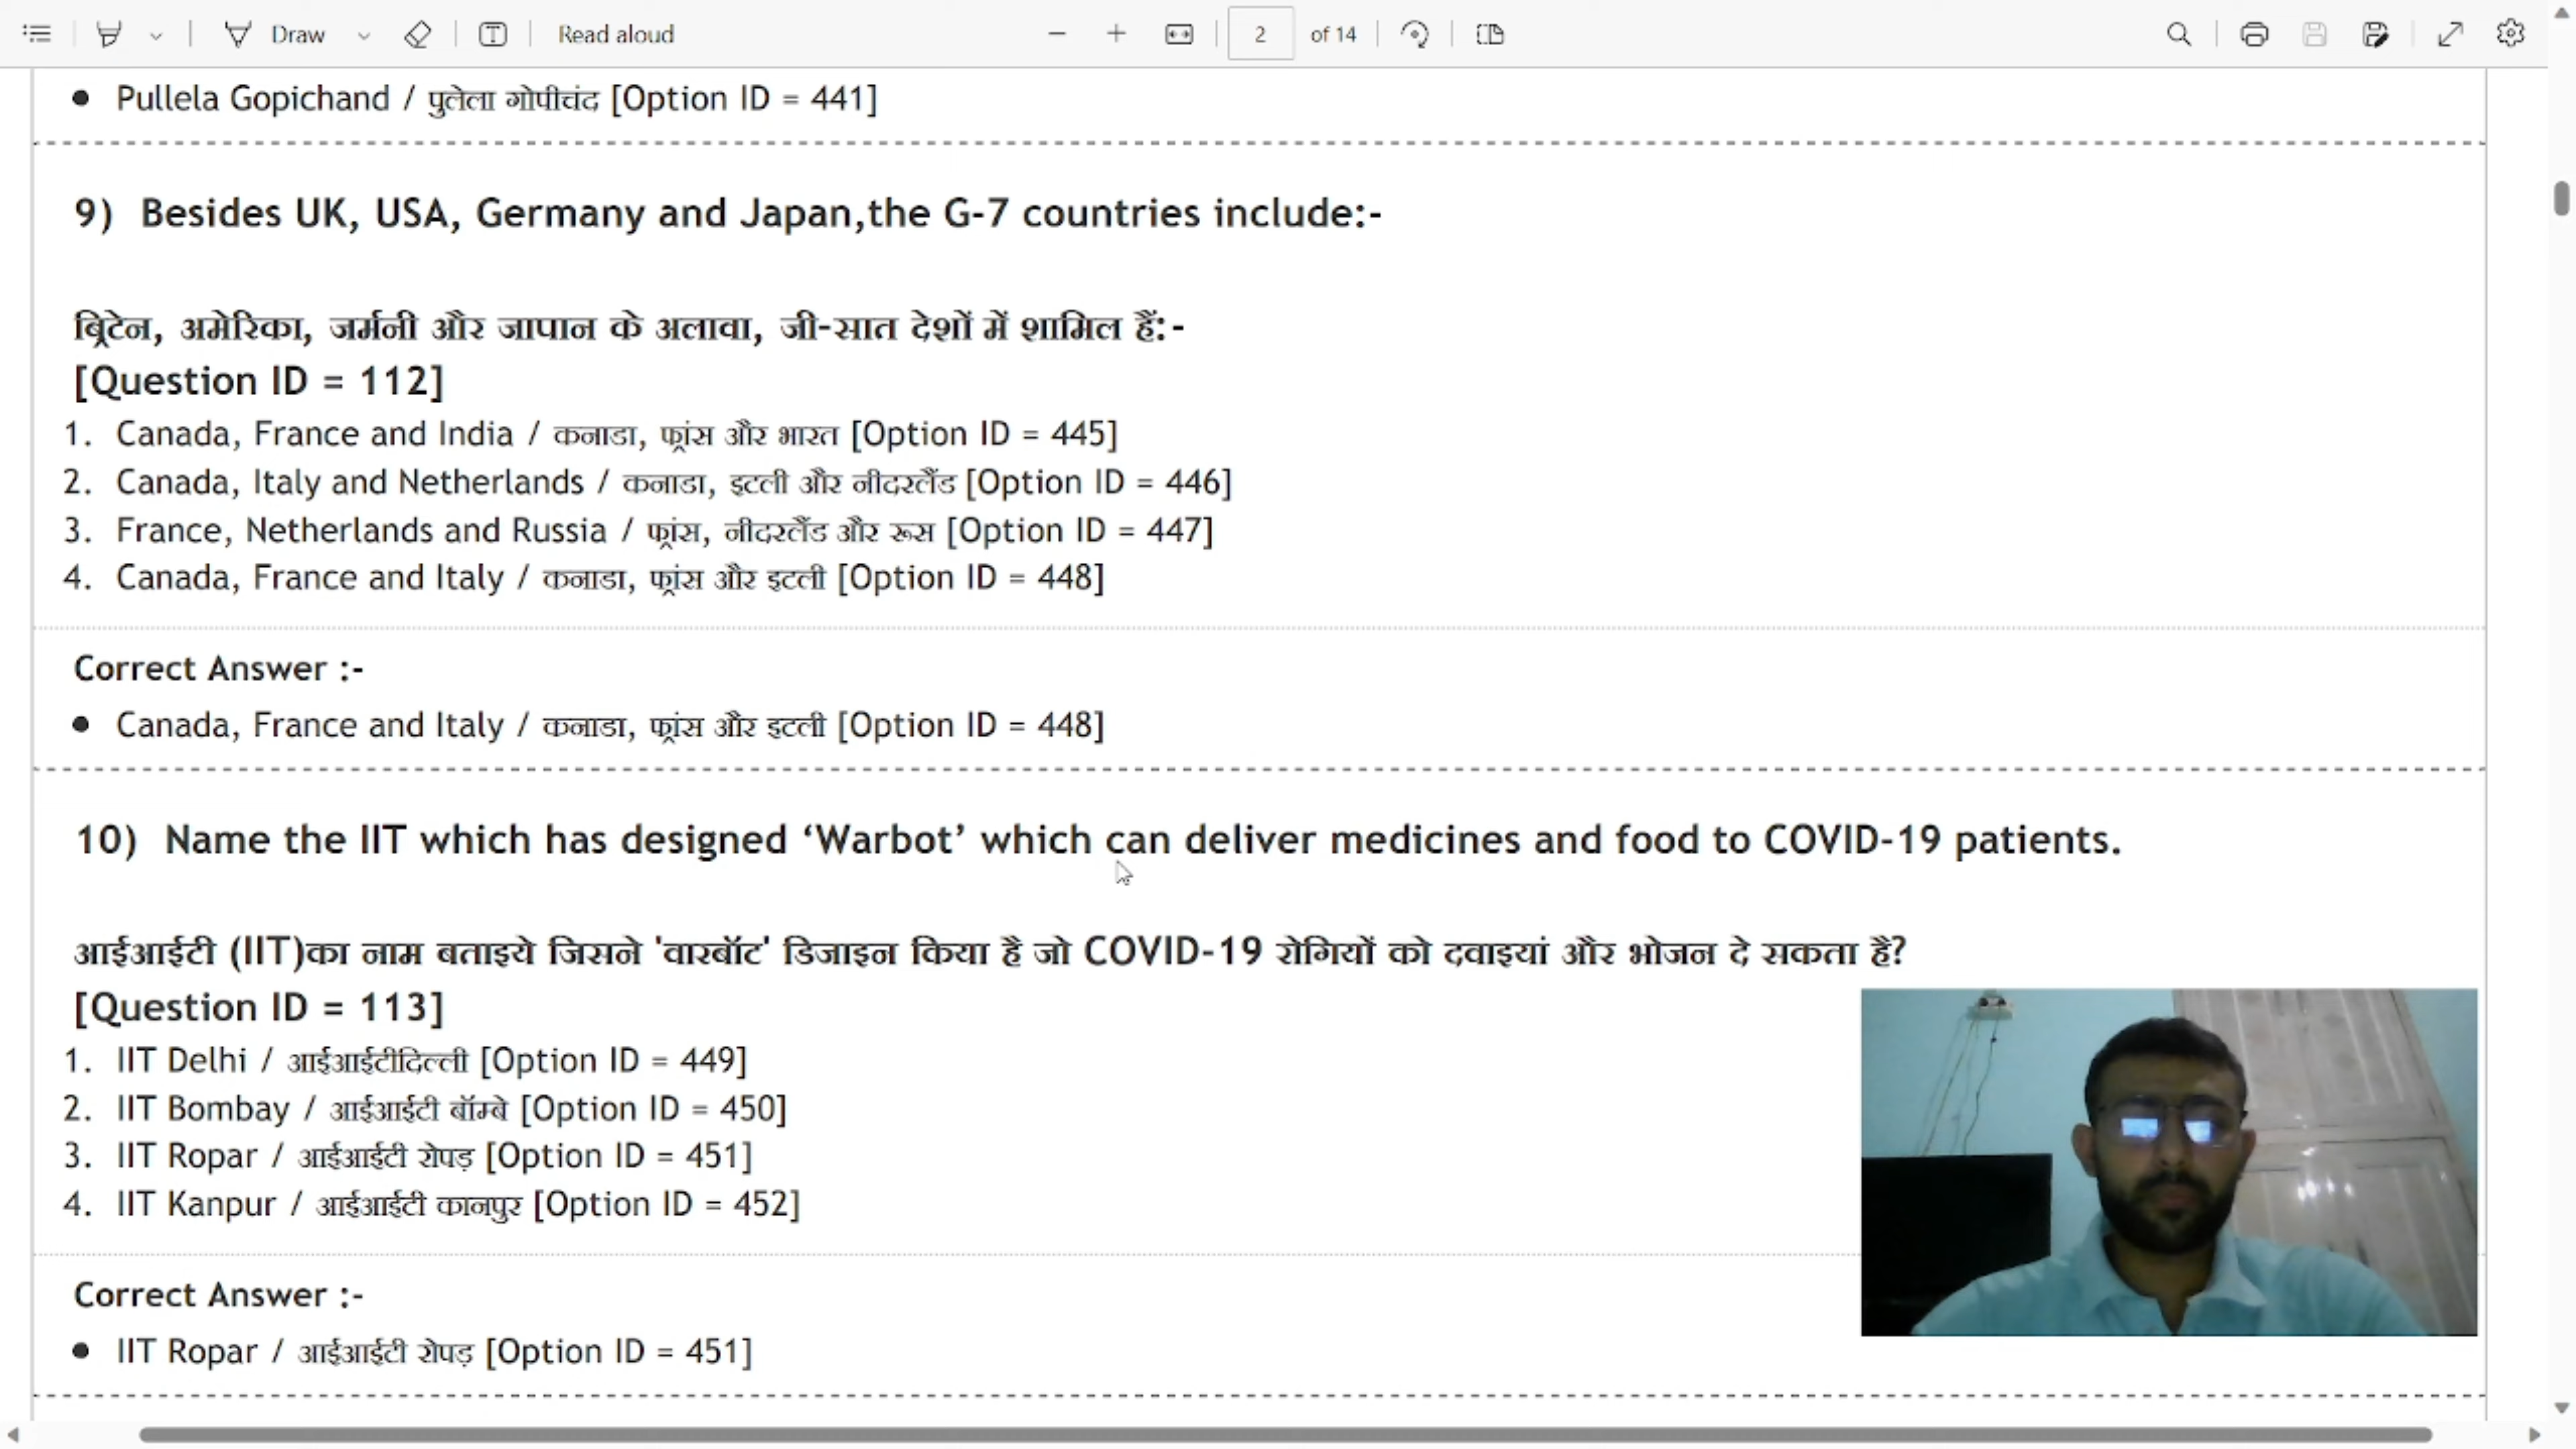 Draw
Read aloud
2 of 14
Pullela Gopichand / पुलेला गोपीचंद [Option ID = 441]
9) Besides UK, USA, Germany and Japan,the G-7 countries include:-
ब्रिटेन, अमेरिका, जर्मनी और जापान के अलावा, जी-सात देशों में शामिल हैं:-
[Question ID = 112]
1. Canada, France and India / कनाडा, फ्रांस और भारत [Option ID = 445]
2. Canada, Italy and Netherlands / कनाडा, इटली और नीदरलैंड [Option ID = 446]
3. France, Netherlands and Russia / फ्रांस, नीदरलैंड और रूस [Option ID = 447]
4. Canada, France and Italy / कनाडा, फ्रांस और इटली [Option ID = 448]
Correct Answer :-
Canada, France and Italy / कनाडा, फ्रांस और इटली [Option ID = 448]
10) Name the IIT which has designed ‘Warbot’ which can deliver medicines and food to COVID-19 patients.
आईआईटी (IIT)का नाम बताइये जिसने 'वारबॉट' डिजाइन किया है जो COVID-19 रोगियों को दवाइयां और भोजन दे सकता है?
[Question ID = 113]
1. IIT Delhi / आईआईटीदिल्ली [Option ID = 449]
2. IIT Bombay / आईआईटी बॉम्बे [Option ID = 450]
3. IIT Ropar / आईआईटी रोपड़ [Option ID = 451]
4. IIT Kanpur / आईआईटी कानपुर [Option ID = 452]
Correct Answer :-
IIT Ropar / आईआईटी रोपड़ [Option ID = 451]